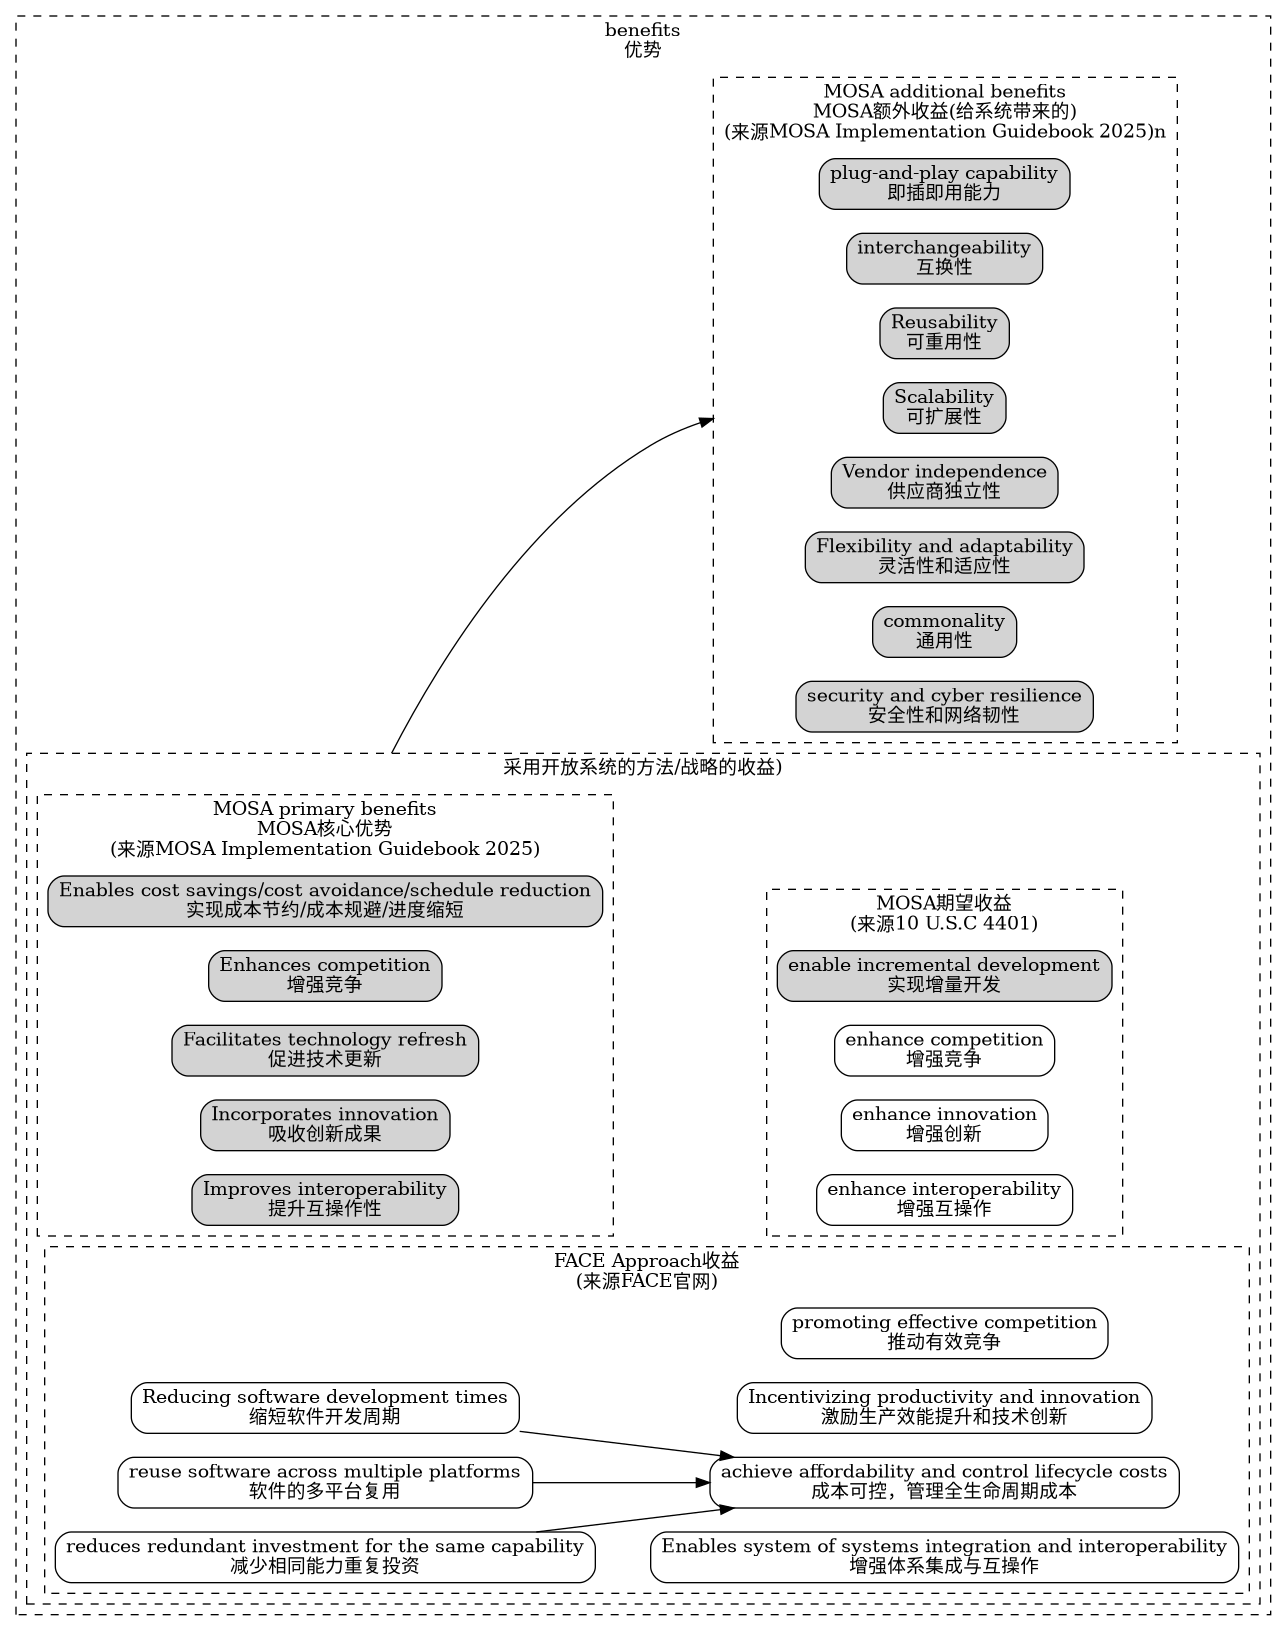 benefits
优势
MOSA additional benefits
MOSA额外收益(给系统带来的)
(来源MOSA Implementation Guidebook 2025)n
plug-and-play capability
即插即用能力
interchangeability
互换性
Reusability
可重用性
Scalability
可扩展性
Vendor independence
供应商独立性
Flexibility and adaptability
灵活性和适应性
commonality
通用性
security and cyber resilience
安全性和网络韧性
采用开放系统的方法/战略的收益)
MOSA primary benefits
MOSA核心优势
(来源MOSA Implementation Guidebook 2025)
Enables cost savings/cost avoidance/schedule reduction
实现成本节约/成本规避/进度缩短
Enhances competition
增强竞争
Facilitates technology refresh
促进技术更新
Incorporates innovation
吸收创新成果
Improves interoperability
提升互操作性
MOSA期望收益
(来源10 U.S.C 4401)
enable incremental development
实现增量开发
enhance competition
增强竞争
enhance innovation
增强创新
enhance interoperability
增强互操作
FACE Approach收益
(来源FACE官网)
promoting effective competition
推动有效竞争
Reducing software development times
缩短软件开发周期
Incentivizing productivity and innovation
激励生产效能提升和技术创新
reuse software across multiple platforms
软件的多平台复用
achieve affordability and control lifecycle costs
成本可控，管理全生命周期成本
reduces redundant investment for the same capability
减少相同能力重复投资
Enables system of systems integration and interoperability
增强体系集成与互操作